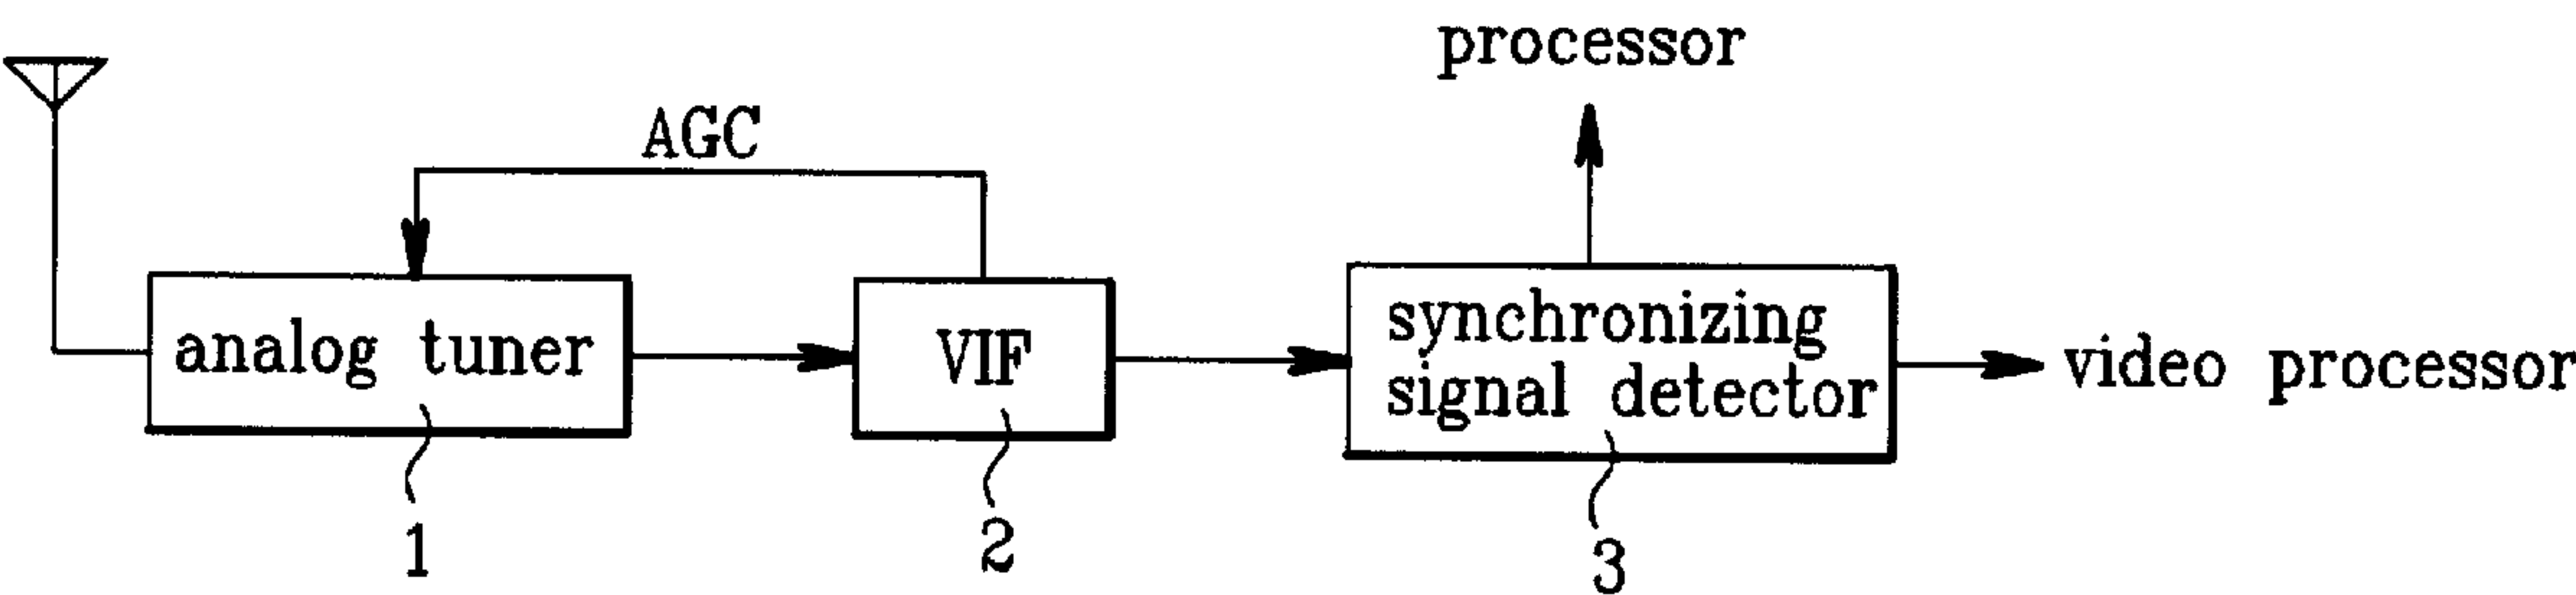 processor
AGC
analog tuner
VIF
synchronizing
signal detector
video processor
1
2
3